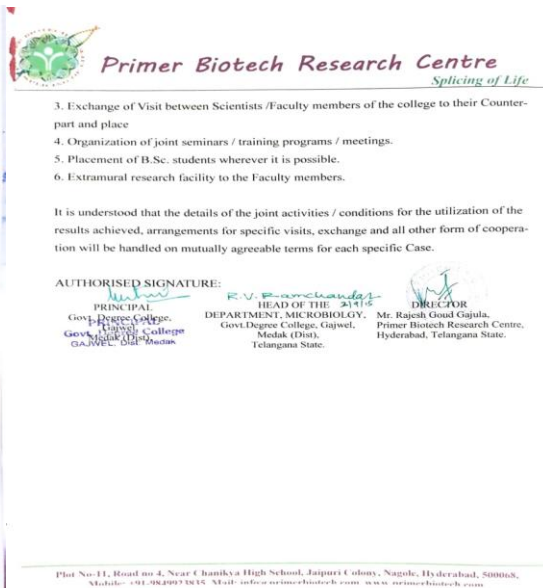 Primer Biotech Research Centre
Splicing of Life
3. Exchange of Visit between Scientists /Faculty members of the college to their Counter-
part and place
4. Organization of joint seminars / training programs / meetings.
5. Placement of B.Sc. students wherever it is possible.
6. Extramural research facility to the Faculty members.
It is understood that the details of the joint activities / conditions for the utilization of the
results achieved, arrangements for specific visits, exchange and all other form of coopera-
tion will be handled on mutually agreeable terms for each specific Case.
AUTHORISED SIGNATURE:
PRINCIPAL
Govt. Degree College,
Gajwel
Medak (Dist),
PRINCIPAL
Govt. Degree College
GAJWEL, Dist. Medak
R.V. Ramchandar
HEAD OF THE 2/9/15
DEPARTMENT, MICROBIOLGY,
Govt.Degree College, Gajwel,
Medak (Dist),
Telangana State.
DIRECTOR
Mr. Rajesh Goud Gajula,
Primer Biotech Research Centre,
Hyderabad, Telangana State.
Plot No-11, Road no 4, Near Chanikya High School, Jaipuri Colony, Nagole, Hyderabad, 500068,